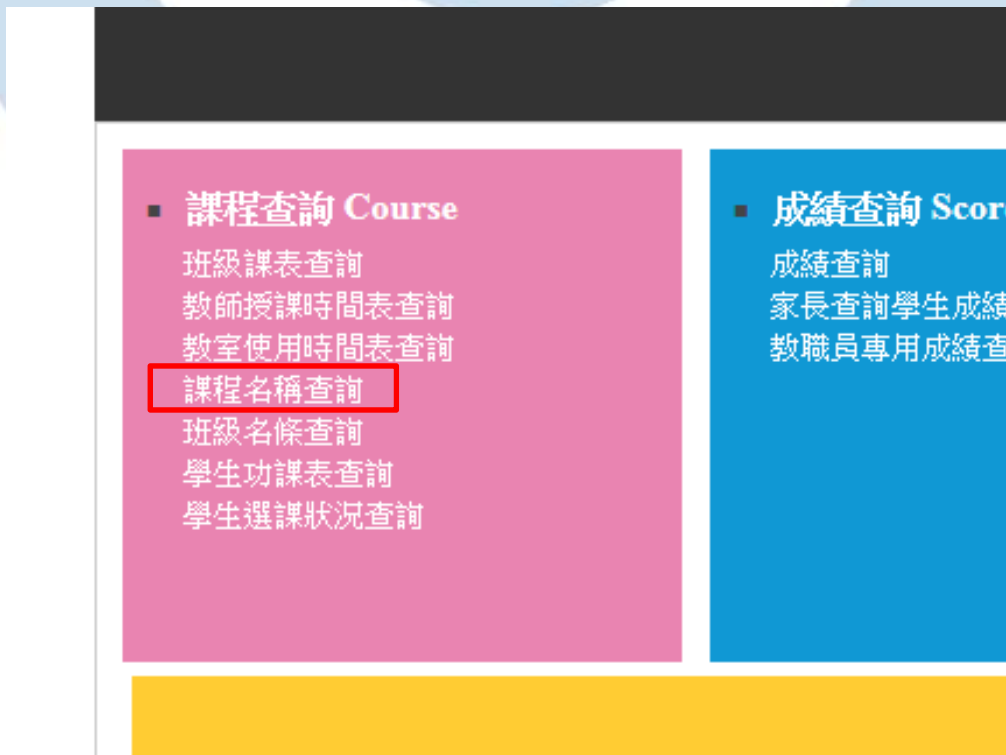 課程查詢 Course
班級課表查詢
教師授課時間表查詢
教室使用時間表查詢
課程名稱查詢
班級名條查詢
學生功課表查詢
學生選課狀況查詢
成績查詢 Scor
成績查詢
家長查詢學生成績
教職員專用成績查